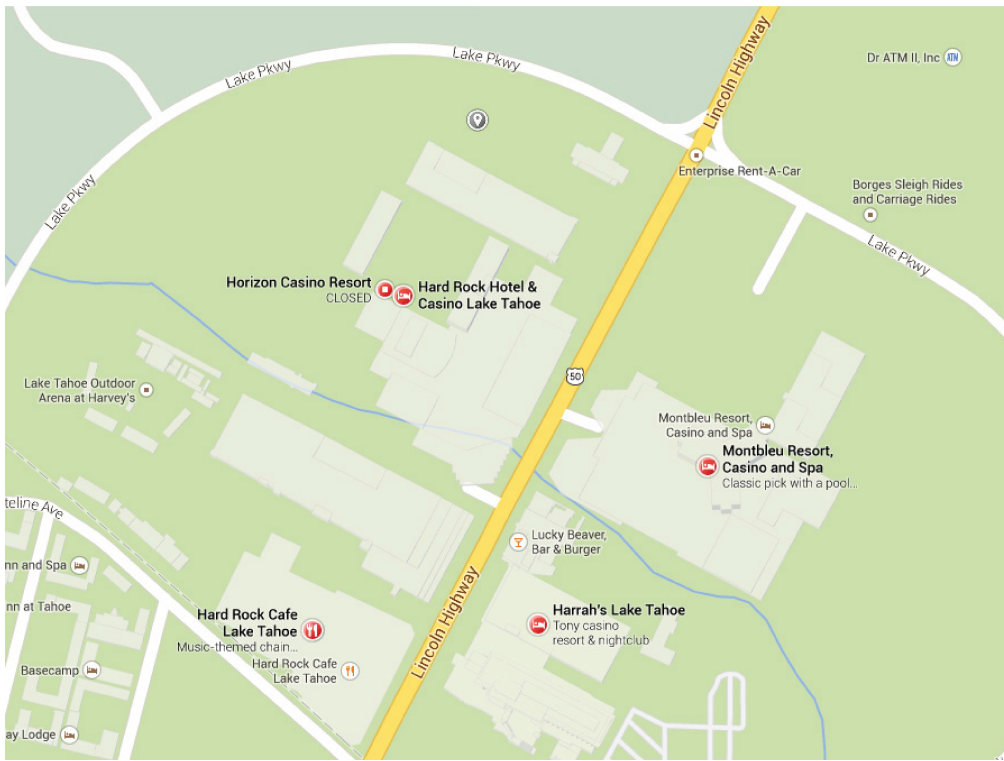 Lincoln Highway
Lake Pkwy
Lake Pkwy
Dr ATM II, Inc
ATM
Enterprise Rent-A-Car
Borges Sleigh Rides
and Carriage Rides
Lake Pkwy
Lake Pkwy
Horizon Casino Resort
CLOSED
Hard Rock Hotel &
Casino Lake Tahoe
50
Lake Tahoe Outdoor
Arena at Harvey's
Montbleu Resort,
Casino and Spa
Montbleu Resort,
Casino and Spa
Classic pick with a pool...
teline Ave
Lucky Beaver,
Bar & Burger
nn and Spa
Lincoln Highway
nn at Tahoe
Hard Rock Cafe
Lake Tahoe
Music-themed chain...
Harrah's Lake Tahoe
Tony casino
resort & nightclub
Hard Rock Cafe
Lake Tahoe
Basecamp
ay Lodge